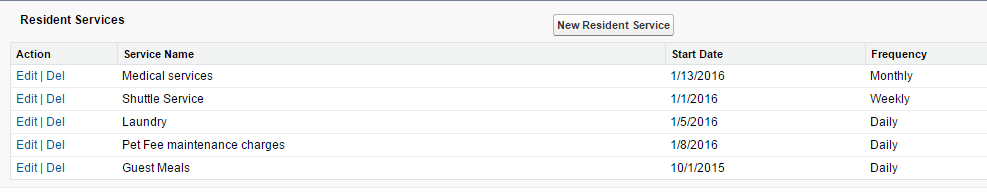 Resident Services New Resident Service
Action Service Name Start Date Frequency
Edit | Del Medical services 1/13/2016 Monthly
Edit | Del Shuttle Service 1/1/2016 Weekly
Edit | Del Laundry 1/5/2016 Daily
Edit | Del Pet Fee maintenance charges 1/8/2016 Daily
Edit | Del Guest Meals 10/1/2015 Daily